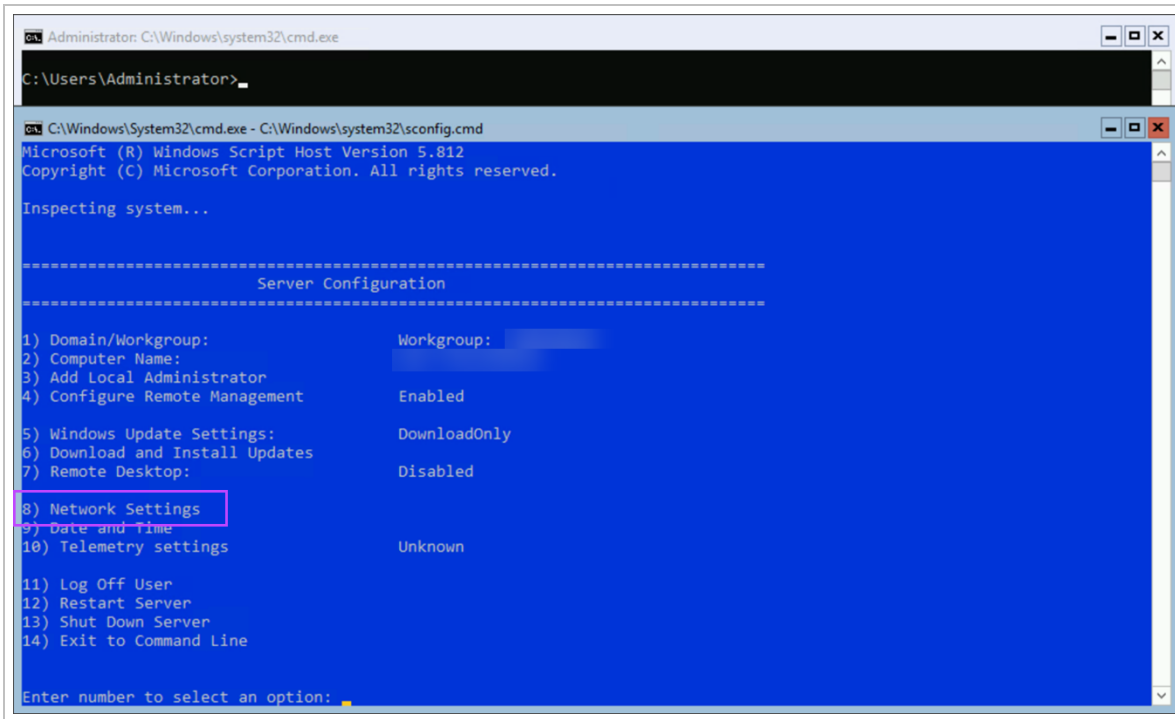 Administrator: C:\Windows\system32\cmd.exe
C:\Users\Administrator>
C:\Windows\System32\cmd.exe - C:\Windows\system32\sconfig.cmd
Microsoft (R) Windows Script Host Version 5.812
Copyright (C) Microsoft Corporation. All rights reserved.
Inspecting system...
===============================================================================
Server Configuration
===============================================================================
1) Domain/Workgroup: Workgroup:
2) Computer Name:
3) Add Local Administrator
4) Configure Remote Management Enabled
5) Windows Update Settings: DownloadOnly
6) Download and Install Updates
7) Remote Desktop: Disabled
8) Network Settings
9) Date and Time
10) Telemetry settings Unknown
11) Log Off User
12) Restart Server
13) Shut Down Server
14) Exit to Command Line
Enter number to select an option: